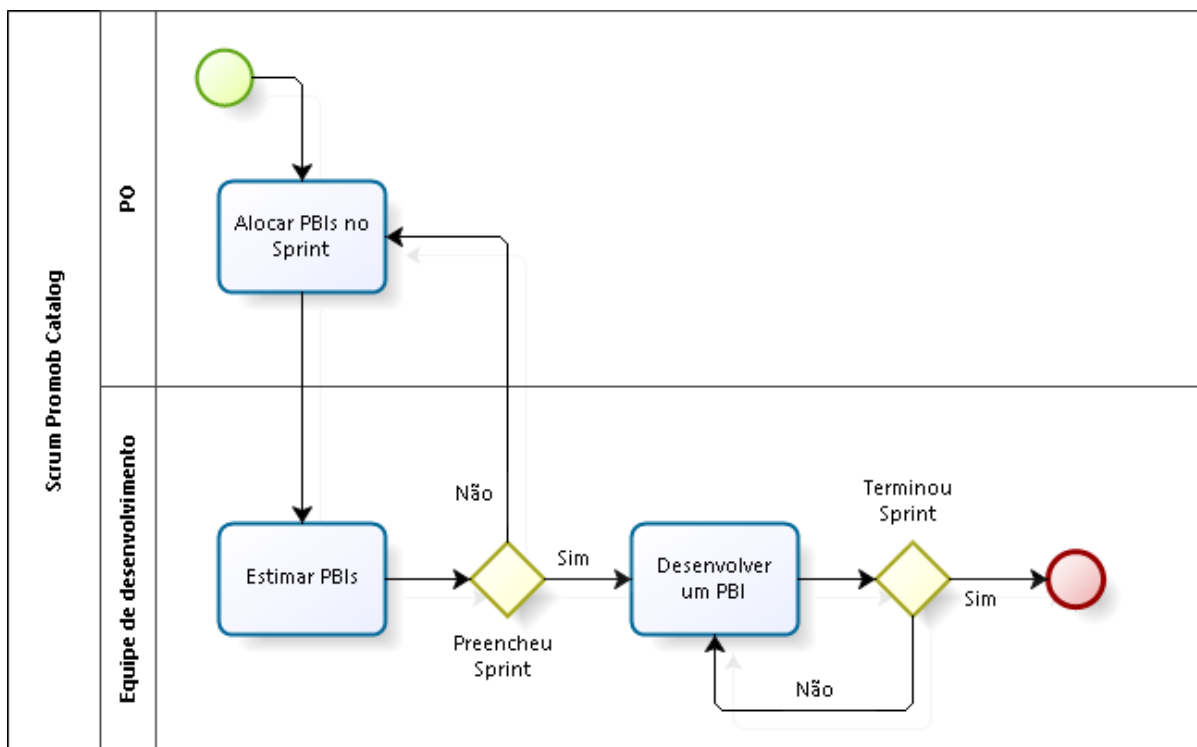 Scrum Promob Catalog
PO
Alocar PBIs no
Sprint
Equipe de desenvolvimento
Estimar PBIs
Não
Preencheu
Sprint
Sim
Desenvolver
um PBI
Terminou
Sprint
Sim
Não